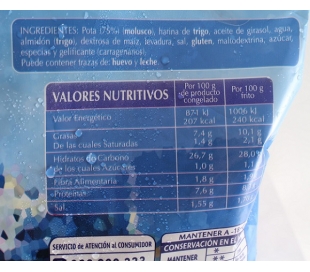 INGREDIENTES: Pota (75%) (molusco), harina de trigo, aceite de girasol, agua,
almidón (trigo), dextrosa de maíz, levadura, sal, gluten, maltodextrina, azúcar,
especias y gelificante (carragenanos).
Puede contener trazas de: huevo y leche.
VALORES NUTRITIVOS
Por 100 g de producto congelado
Por 100 g frito
Valor Energético 871 kJ 1006 kJ
207 kcal 240 kcal
Grasa 7,4 g 10,3 g
De las cuales Saturadas 1,4 g 2,1 g
Hidratos de Carbono 26,7 g 28,0
de los cuales Azúcares 1,0 g 1,
Fibra Alimentaria 1,8 g 1,
Proteínas 7,6 g
Sal 1,55 g
SERVICIO de ATENCIÓN al CONSUMIDOR
MANTENER A -1
CONSERVACIÓN EN EL
MANTENER